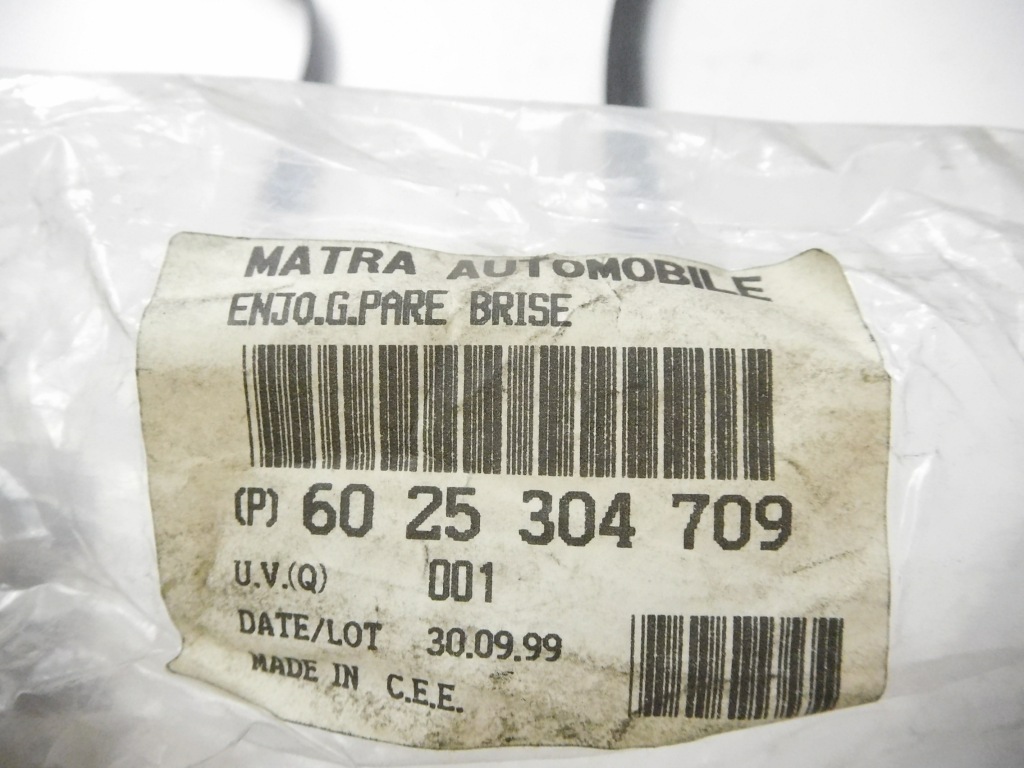 MATRA AUTOMOBILE
ENJO.G.PARE BRISE
(P) 60 25 304 709
U.V.(Q) 001
DATE/LOT 30.09.99
MADE IN C.E.E.